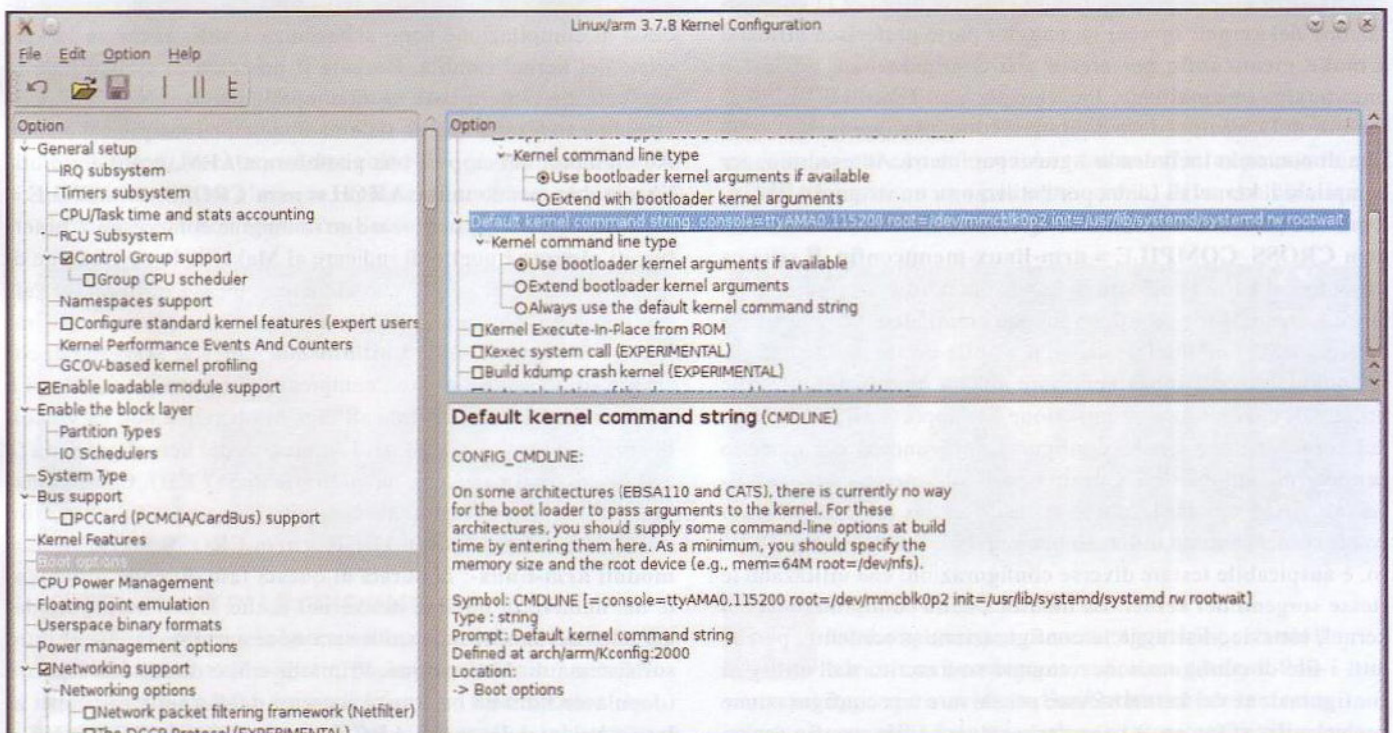 Linux/arm 3.7.8 Kernel Configuration
File Edit Option Help
Option
General setup
IRQ subsystem
Timers subsystem
CPU/Task time and stats accounting
RCU Subsystem
Control Group support
Group CPU scheduler
Namespaces support
Configure standard kernel features (expert users
Kernel Performance Events And Counters
GCOV-based kernel profiling
Enable loadable module support
Enable the block layer
Partition Types
IO Schedulers
System Type
Bus support
PCCard (PCMCIA/CardBus) support
Kernel Features
Boot options
CPU Power Management
Floating point emulation
Userspace binary formats
Power management options
Networking support
Networking options
Network packet filtering framework (Netfilter)
The DCCP Protocol (EXPERIMENTAL)
Option
Kernel command line type
Use bootloader kernel arguments if available
Extend with bootloader kernel arguments
Default kernel command string: console=ttyAMA0,115200 root=/dev/mmcblk0p2 init=/usr/lib/systemd/systemd rw rootwait
Kernel command line type
Use bootloader kernel arguments if available
Extend bootloader kernel arguments
Always use the default kernel command string
Kernel Execute-In-Place from ROM
Kexec system call (EXPERIMENTAL)
Build kdump crash kernel (EXPERIMENTAL)
Default kernel command string (CMDLINE)
CONFIG_CMDLINE:
On some architectures (EBSA110 and CATS), there is currently no way
for the boot loader to pass arguments to the kernel. For these
architectures, you should supply some command-line options at build
time by entering them here. As a minimum, you should specify the
memory size and the root device (e.g., mem=64M root=/dev/nfs).
Symbol: CMDLINE [=console=ttyAMA0,115200 root=/dev/mmcblk0p2 init=/usr/lib/systemd/systemd rw rootwait]
Type : string
Prompt: Default kernel command string
Defined at arch/arm/Kconfig:2000
Location:
-> Boot options